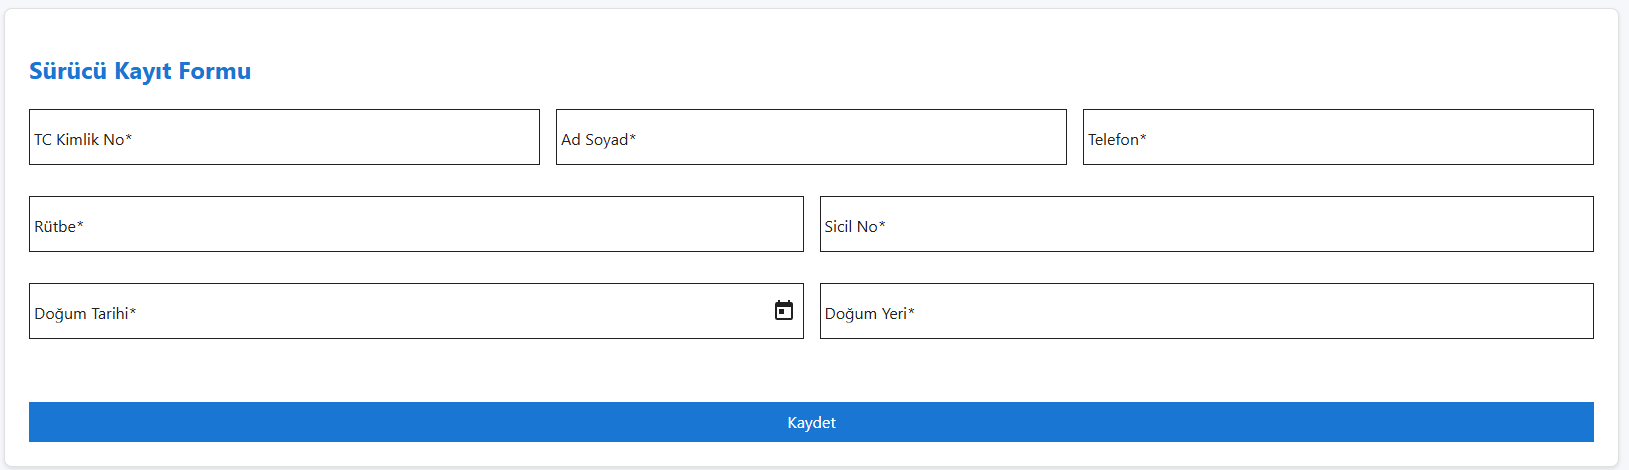 Sürücü Kayıt Formu
TC Kimlik No* Ad Soyad* Telefon*
Rütbe* Sicil No*
Doğum Tarihi* Doğum Yeri*
Kaydet